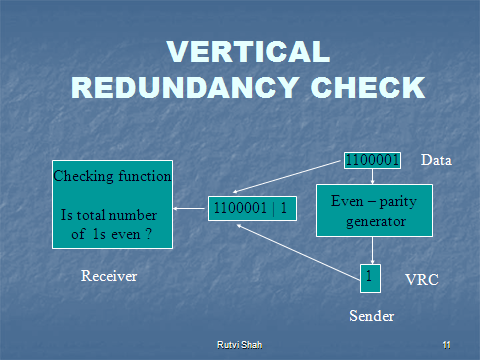 VERTICAL
REDUNDANCY CHECK
1100001
Data
Checking function
Is total number
of 1s even ?
1100001 | 1
Even – parity
generator
Receiver
1
VRC
Sender
Rutvi Shah
11